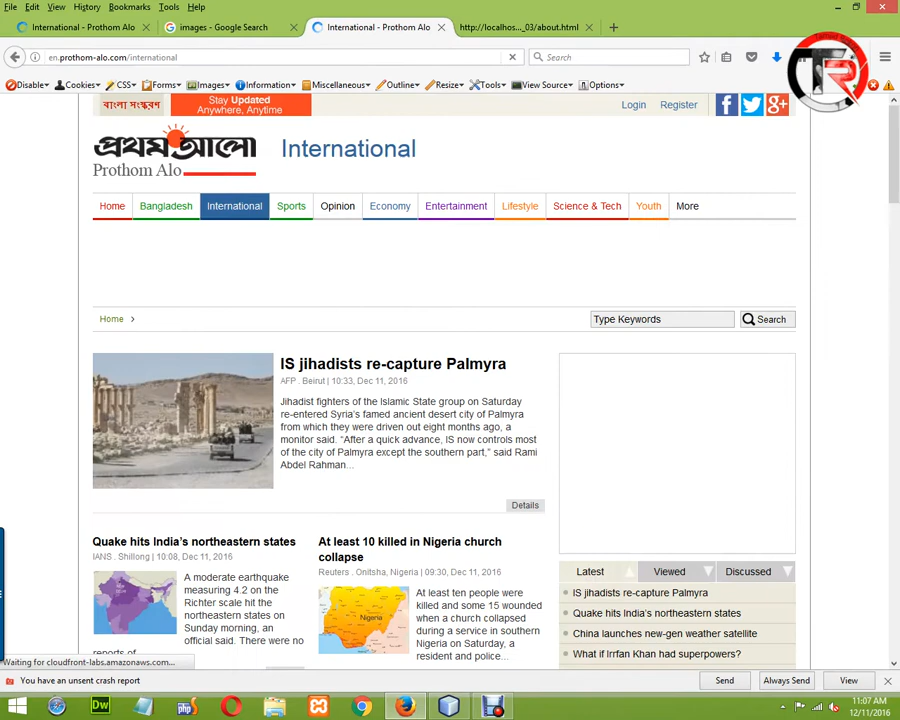 File Edit View History Bookmarks Tools Help
International - Prothom Alo
images - Google Search
International - Prothom Alo
http://localhos..._03/about.html
en.prothom-alo.com/international
Search
Disable Cookies CSS Forms Images Information Miscellaneous Outline Resize Tools View Source Options
TR
বাংলা সংস্করণ
Stay Updated
Anywhere, Anytime
Login Register
প্রথম আলো
Prothom Alo
International
Home Bangladesh International Sports Opinion Economy Entertainment Lifestyle Science & Tech Youth More
Home >
Type Keywords
Search
IS jihadists re-capture Palmyra
AFP . Beirut | 10:33, Dec 11, 2016
Jihadist fighters of the Islamic State group on Saturday
re-entered Syria's famed ancient desert city of Palmyra
from which they were driven out eight months ago, a
monitor said. "After a quick advance, IS now controls most
of the city of Palmyra except the southern part," said Rami
Abdel Rahman...
Details
Quake hits India's northeastern states
IANS . Shillong | 10:08, Dec 11, 2016
A moderate earthquake
measuring 4.2 on the
Richter scale hit the
northeastern states on
Sunday morning, an
official said. There were no
reports of
At least 10 killed in Nigeria church
collapse
Reuters . Onitsha, Nigeria | 09:30, Dec 11, 2016
Nigeria
At least ten people were
killed and some 15 wounded
when a church collapsed
during a service in southern
Nigeria on Saturday, a
resident and police...
Latest Viewed Discussed
IS jihadists re-capture Palmyra
Quake hits India's northeastern states
China launches new-gen weather satellite
What if Irrfan Khan had superpowers?
Waiting for cloudfront-labs.amazonaws.com...
You have an unsent crash report
Send Always Send View
Dw
php
11:07 AM
12/11/2016